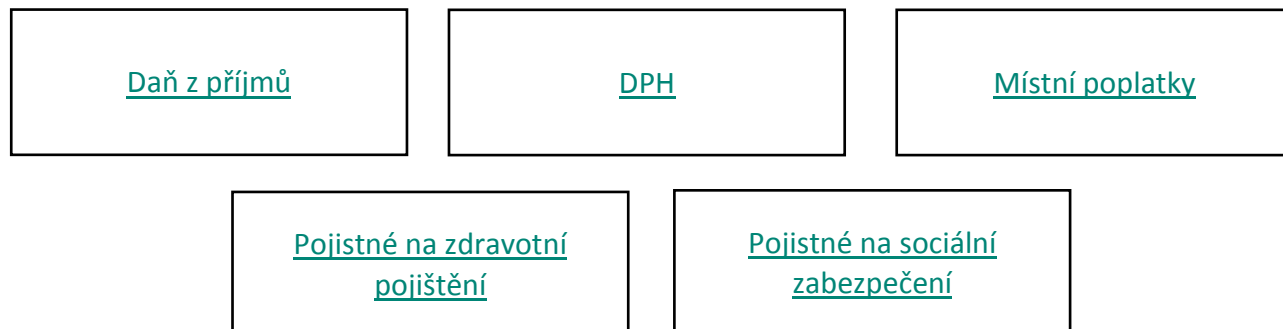 Daň z příjmů
DPH
Místní poplatky
Pojistné na zdravotní
pojištění
Pojistné na sociální
zabezpečení